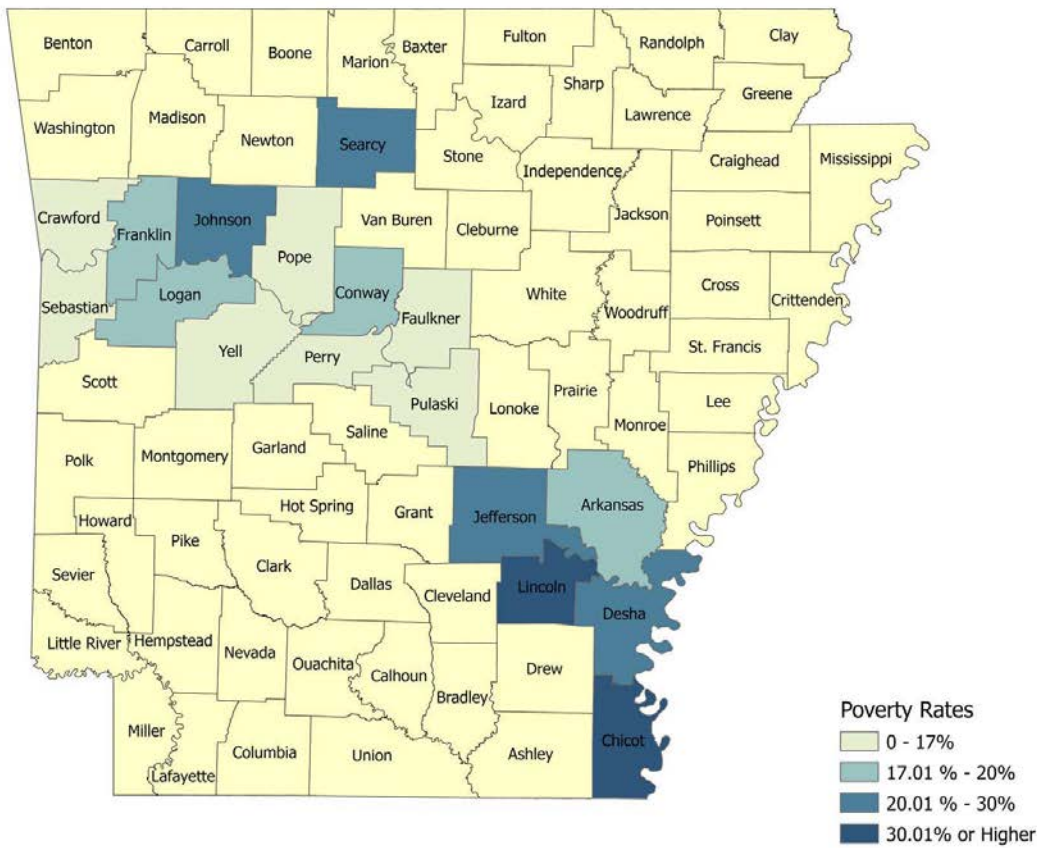 Benton
Carroll
Boone
Marion
Baxter
Fulton
Randolph
Clay
Sharp
Izard
Lawrence
Greene
Washington
Madison
Newton
Searcy
Stone
Independence
Craighead
Mississippi
Crawford
Franklin
Johnson
Pope
Van Buren
Cleburne
Jackson
Poinsett
Sebastian
Logan
Conway
Faulkner
White
Woodruff
Cross
Crittenden
Scott
Yell
Perry
Pulaski
Lonoke
Prairie
St. Francis
Lee
Monroe
Phillips
Polk
Montgomery
Garland
Saline
Hot Spring
Grant
Jefferson
Arkansas
Howard
Pike
Clark
Dallas
Cleveland
Lincoln
Desha
Sevier
Little River
Hempstead
Nevada
Ouachita
Calhoun
Bradley
Drew
Miller
Lafayette
Columbia
Union
Ashley
Chicot
Poverty Rates
0 - 17%
17.01 % - 20%
20.01 % - 30%
30.01% or Higher